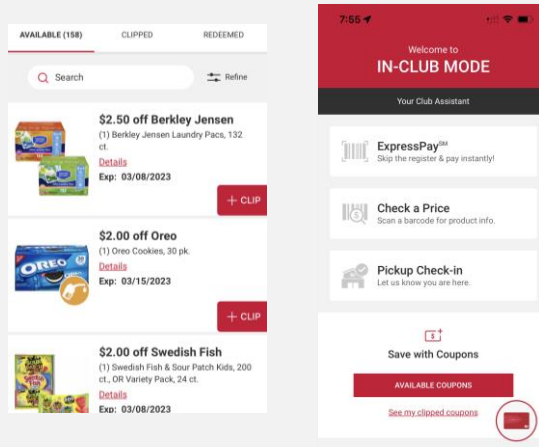 AVAILABLE (158) CLIPPED REDEEMED
Search Refine
$2.50 off Berkley Jensen
(1) Berkley Jensen Laundry Pacs, 132
ct.
Details
Exp: 03/08/2023
+ CLIP
OREO
$2.00 off Oreo
(1) Oreo Cookies, 30 pk.
Details
Exp: 03/15/2023
+ CLIP
$2.00 off Swedish Fish
(1) Swedish Fish & Sour Patch Kids, 200
ct., OR Variety Pack, 24 ct.
Details
Exp: 03/08/2023
7:55
Welcome to
IN-CLUB MODE
Your Club Assistant
ExpressPay℠
Skip the register & pay instantly!
Check a Price
Scan a barcode for product info.
Pickup Check-in
Let us know you are here.
Save with Coupons
AVAILABLE COUPONS
See my clipped coupons